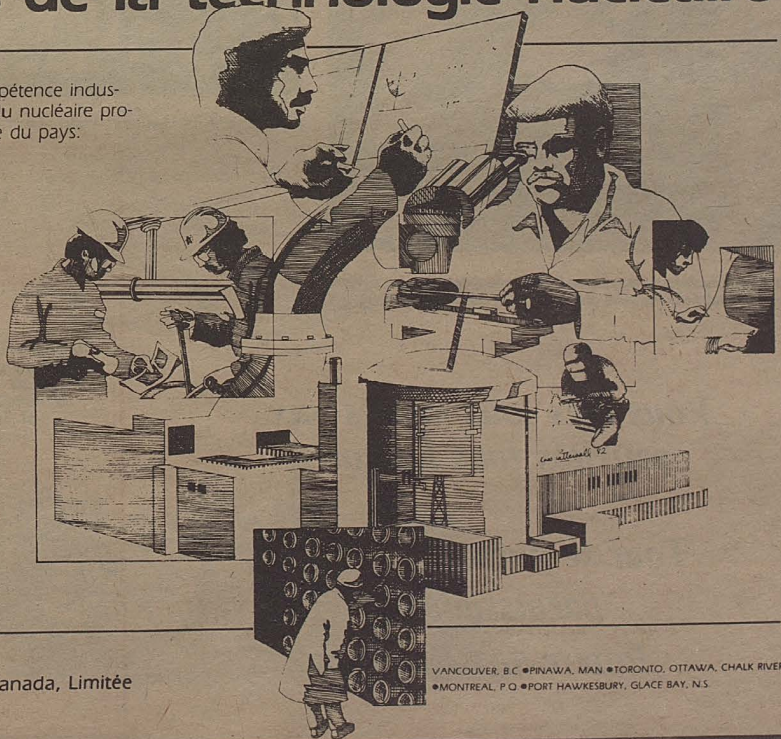 de la technologie nucléaire
pétence indus-
u nucléaire pro-
e du pays:
82
anada, Limitée
VANCOUVER, B.C. ●PINAWA, MAN ●TORONTO, OTTAWA, CHALK RIVER
●MONTREAL, P.Q. ●PORT HAWKESBURY, GLACE BAY, N.S.